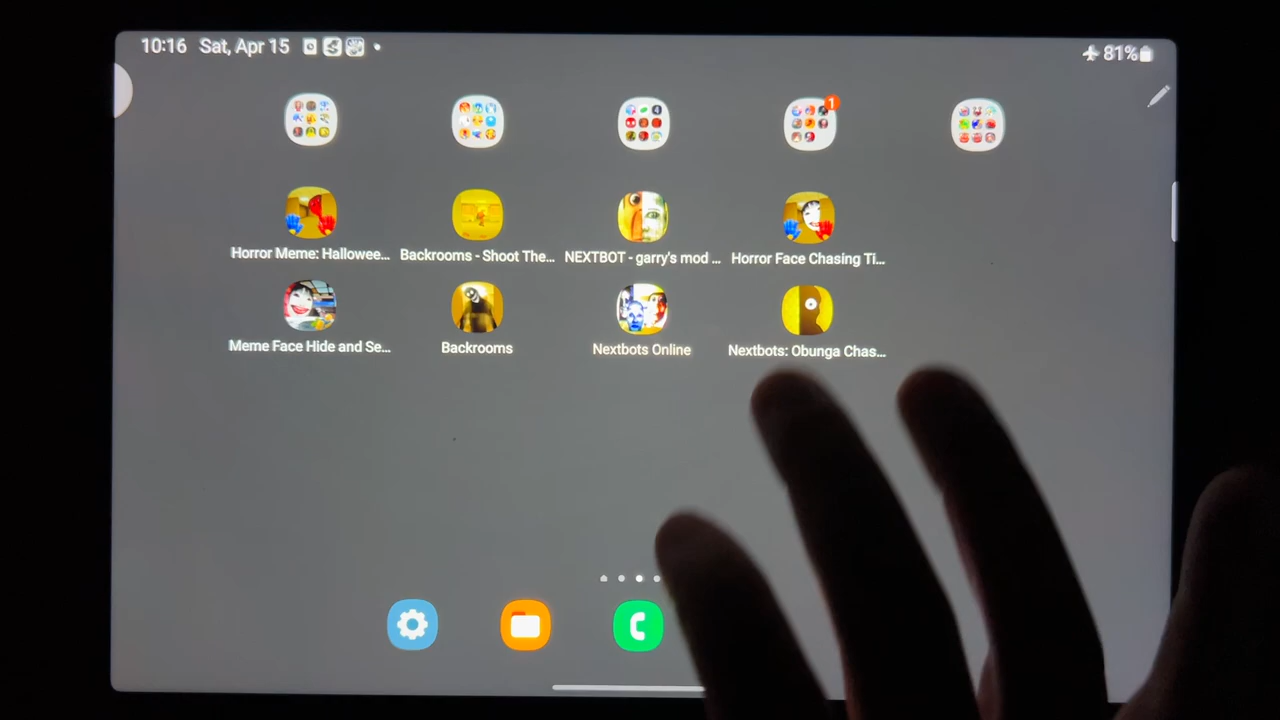 10:16 Sat, Apr 15
81%
1
Horror Meme: Hallowee... Backrooms - Shoot The... NEXTBOT - garry's mod ... Horror Face Chasing Ti...
Meme Face Hide and Se... Backrooms Nextbots Online Nextbots: Obunga Chas...